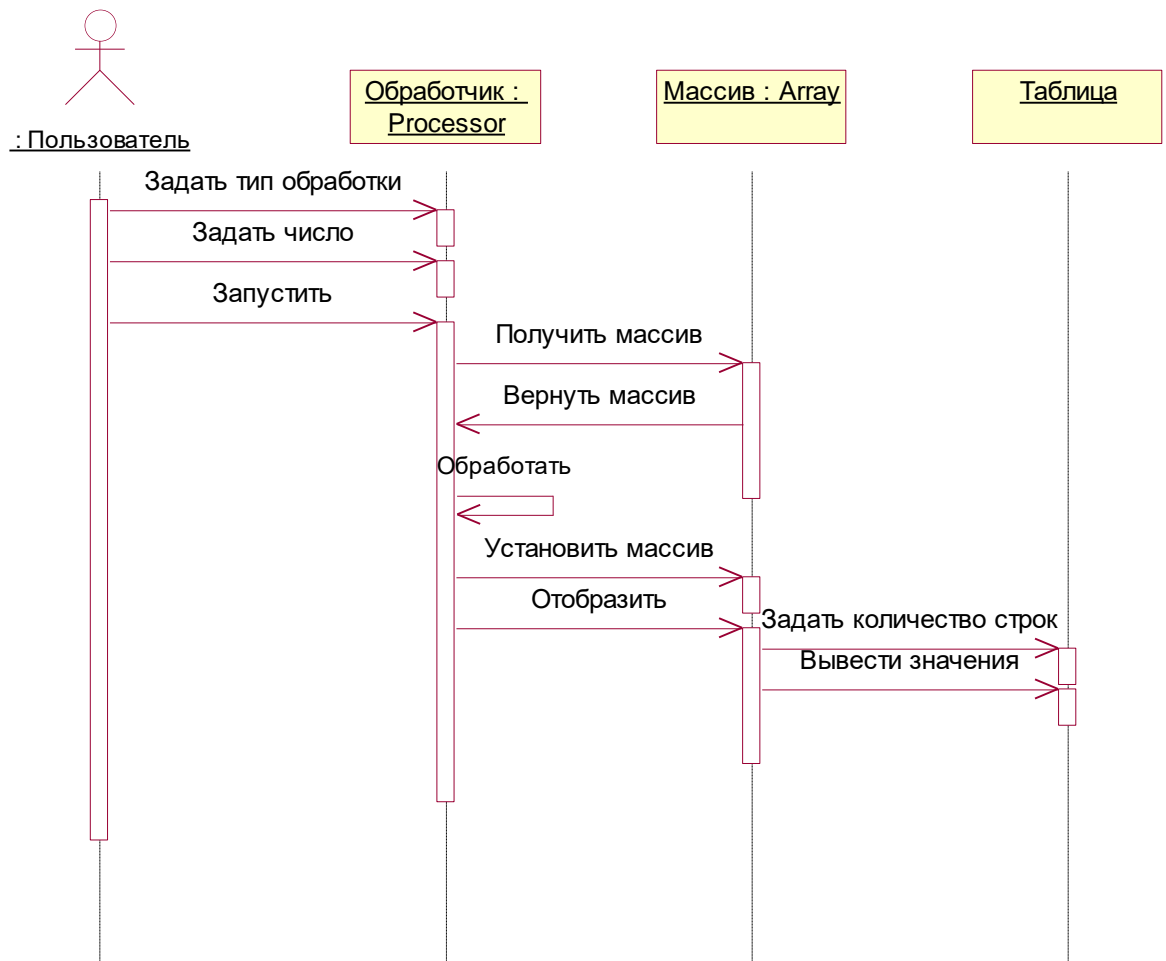 : Пользователь
Обработчик :
Processor
Массив : Array
Таблица
Задать тип обработки
Задать число
Запустить
Получить массив
Вернуть массив
Обработать
Установить массив
Отобразить
Задать количество строк
Вывести значения